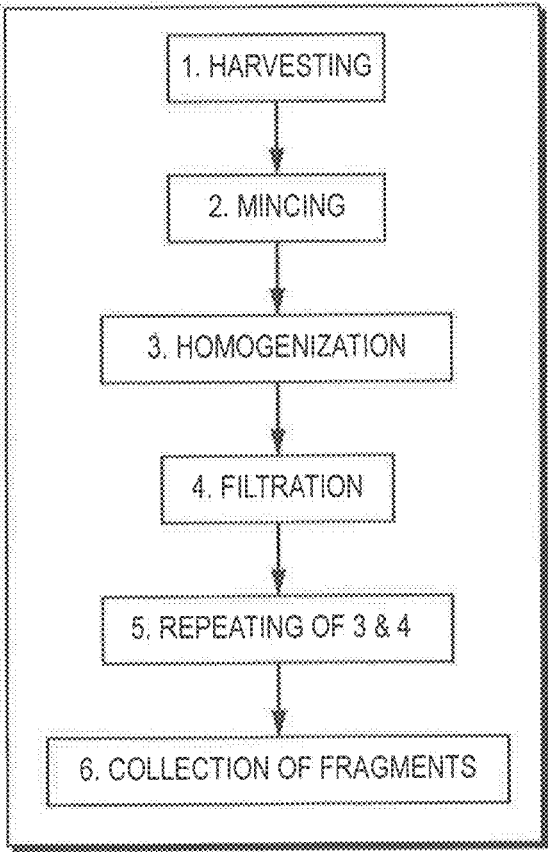 1. HARVESTING
2. MINCING
3. HOMOGENIZATION
4. FILTRATION
5. REPEATING OF 3 & 4
6. COLLECTION OF FRAGMENTS